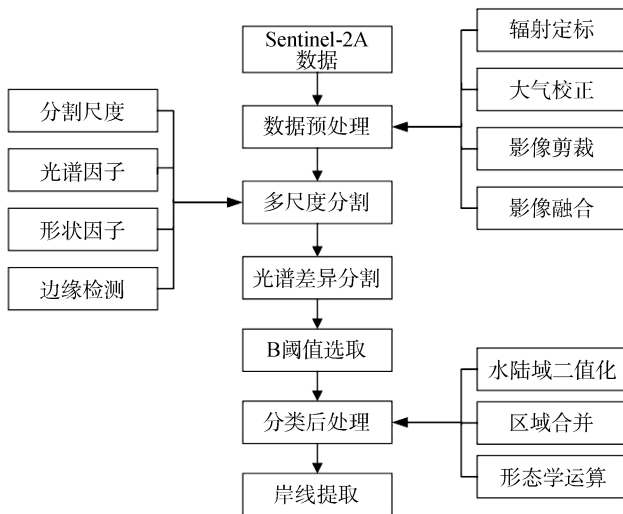 Sentinel-2A
数据
数据预处理
多尺度分割
光谱差异分割
B阈值选取
分类后处理
岸线提取
分割尺度
光谱因子
形状因子
边缘检测
辐射定标
大气校正
影像剪裁
影像融合
水陆域二值化
区域合并
形态学运算